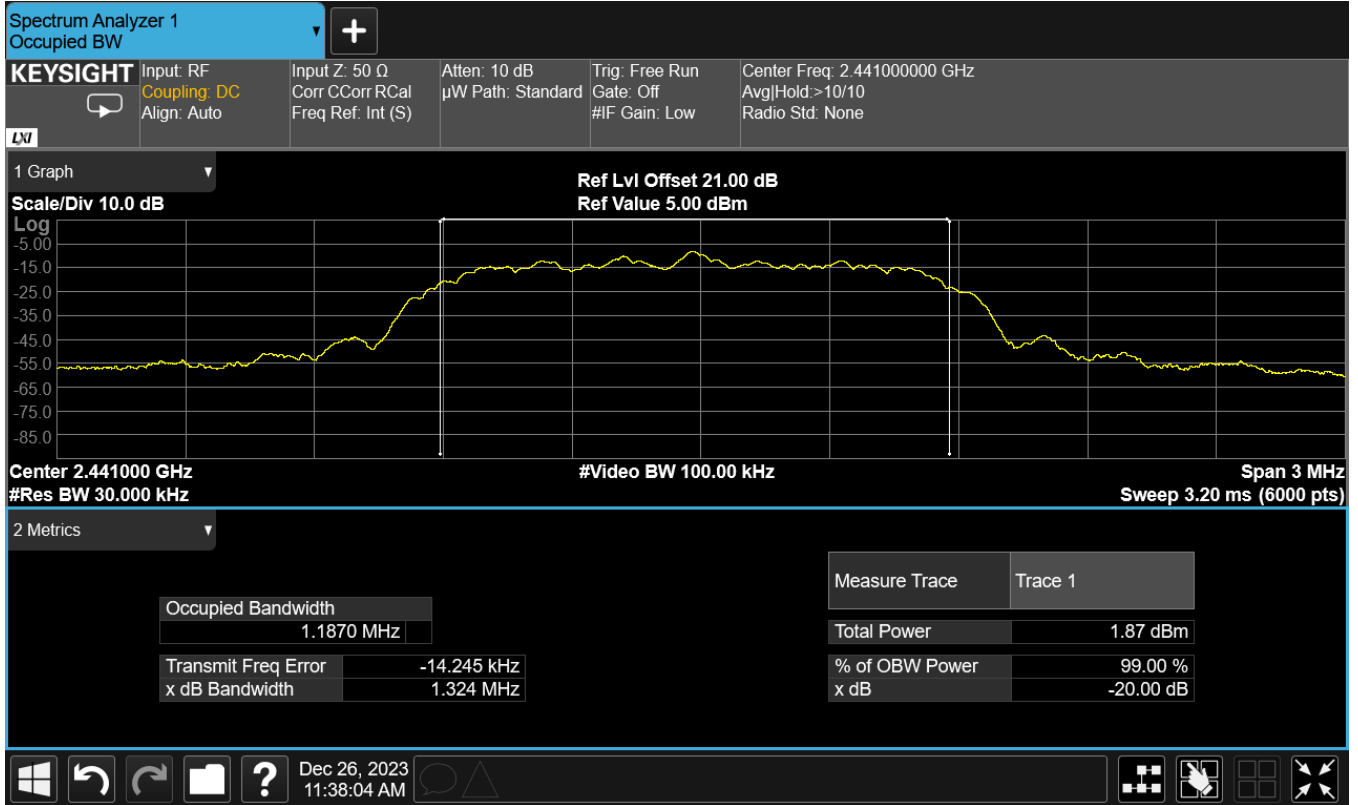 Spectrum Analyzer 1
Occupied BW
KEYSIGHT
LXI
Input: RF
Coupling: DC
Align: Auto
Input Z: 50 Ω
Corr CCorr RCal
Freq Ref: Int (S)
Atten: 10 dB
µW Path: Standard
Trig: Free Run
Gate: Off
#IF Gain: Low
Center Freq: 2.441000000 GHz
Avg|Hold:>10/10
Radio Std: None
1 Graph
Scale/Div 10.0 dB
Ref Lvl Offset 21.00 dB
Ref Value 5.00 dBm
Log
-5.00
-15.0
-25.0
-35.0
-45.0
-55.0
-65.0
-75.0
-85.0
Center 2.441000 GHz
#Video BW 100.00 kHz
Span 3 MHz
#Res BW 30.000 kHz
Sweep 3.20 ms (6000 pts)
2 Metrics
Occupied Bandwidth
1.1870 MHz
Transmit Freq Error -14.245 kHz
x dB Bandwidth 1.324 MHz
Measure Trace Trace 1
Total Power 1.87 dBm
% of OBW Power 99.00 %
x dB -20.00 dB
?
Dec 26, 2023
11:38:04 AM